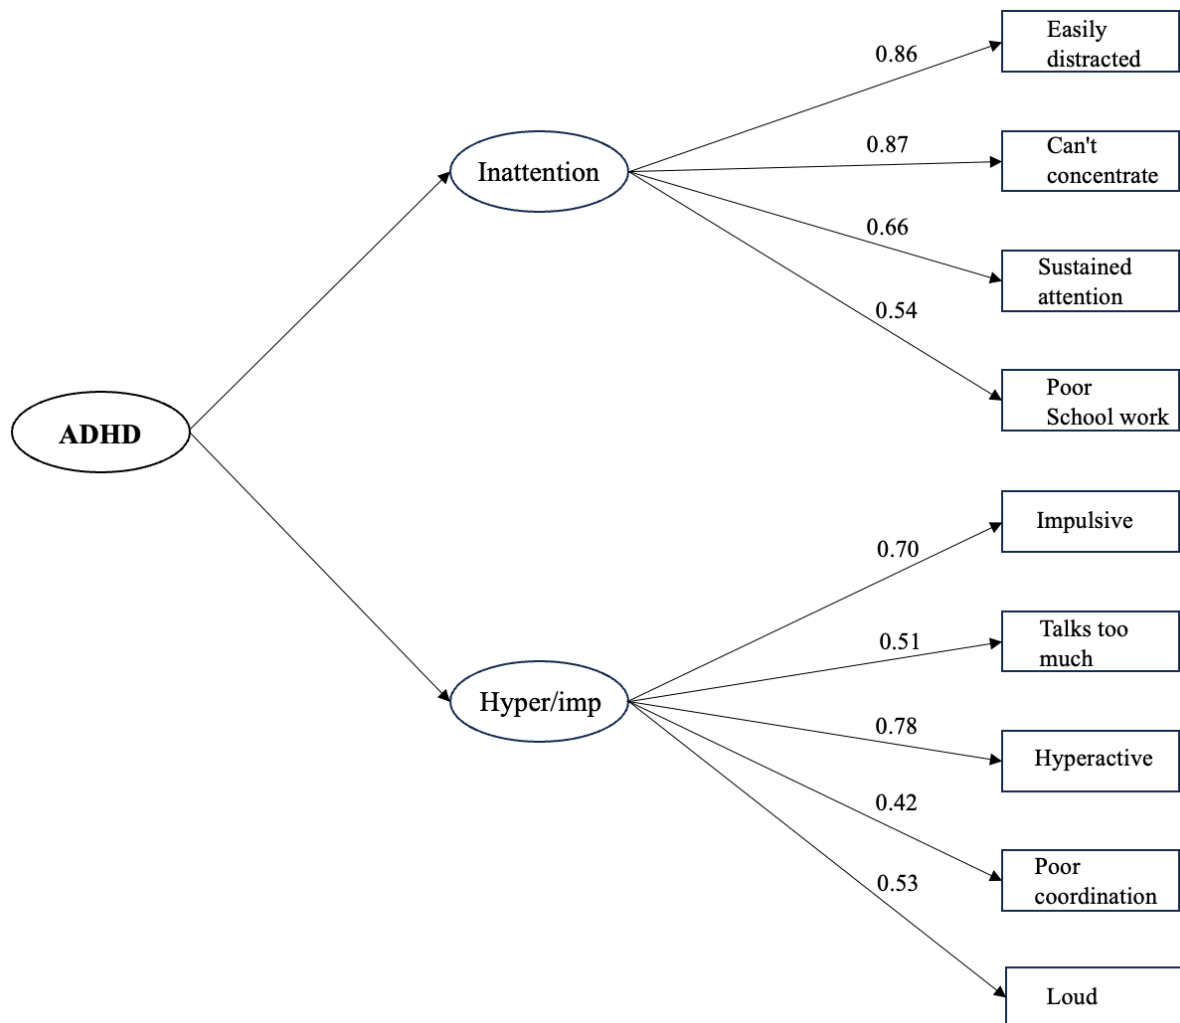 Easily
distracted
0.86
Can't
concentrate
0.87
Inattention
Sustained
attention
0.66
0.54
Poor
School work
ADHD
Impulsive
0.70
Talks too
much
0.51
Hyper/imp
0.78
Hyperactive
0.42
Poor
coordination
0.53
Loud